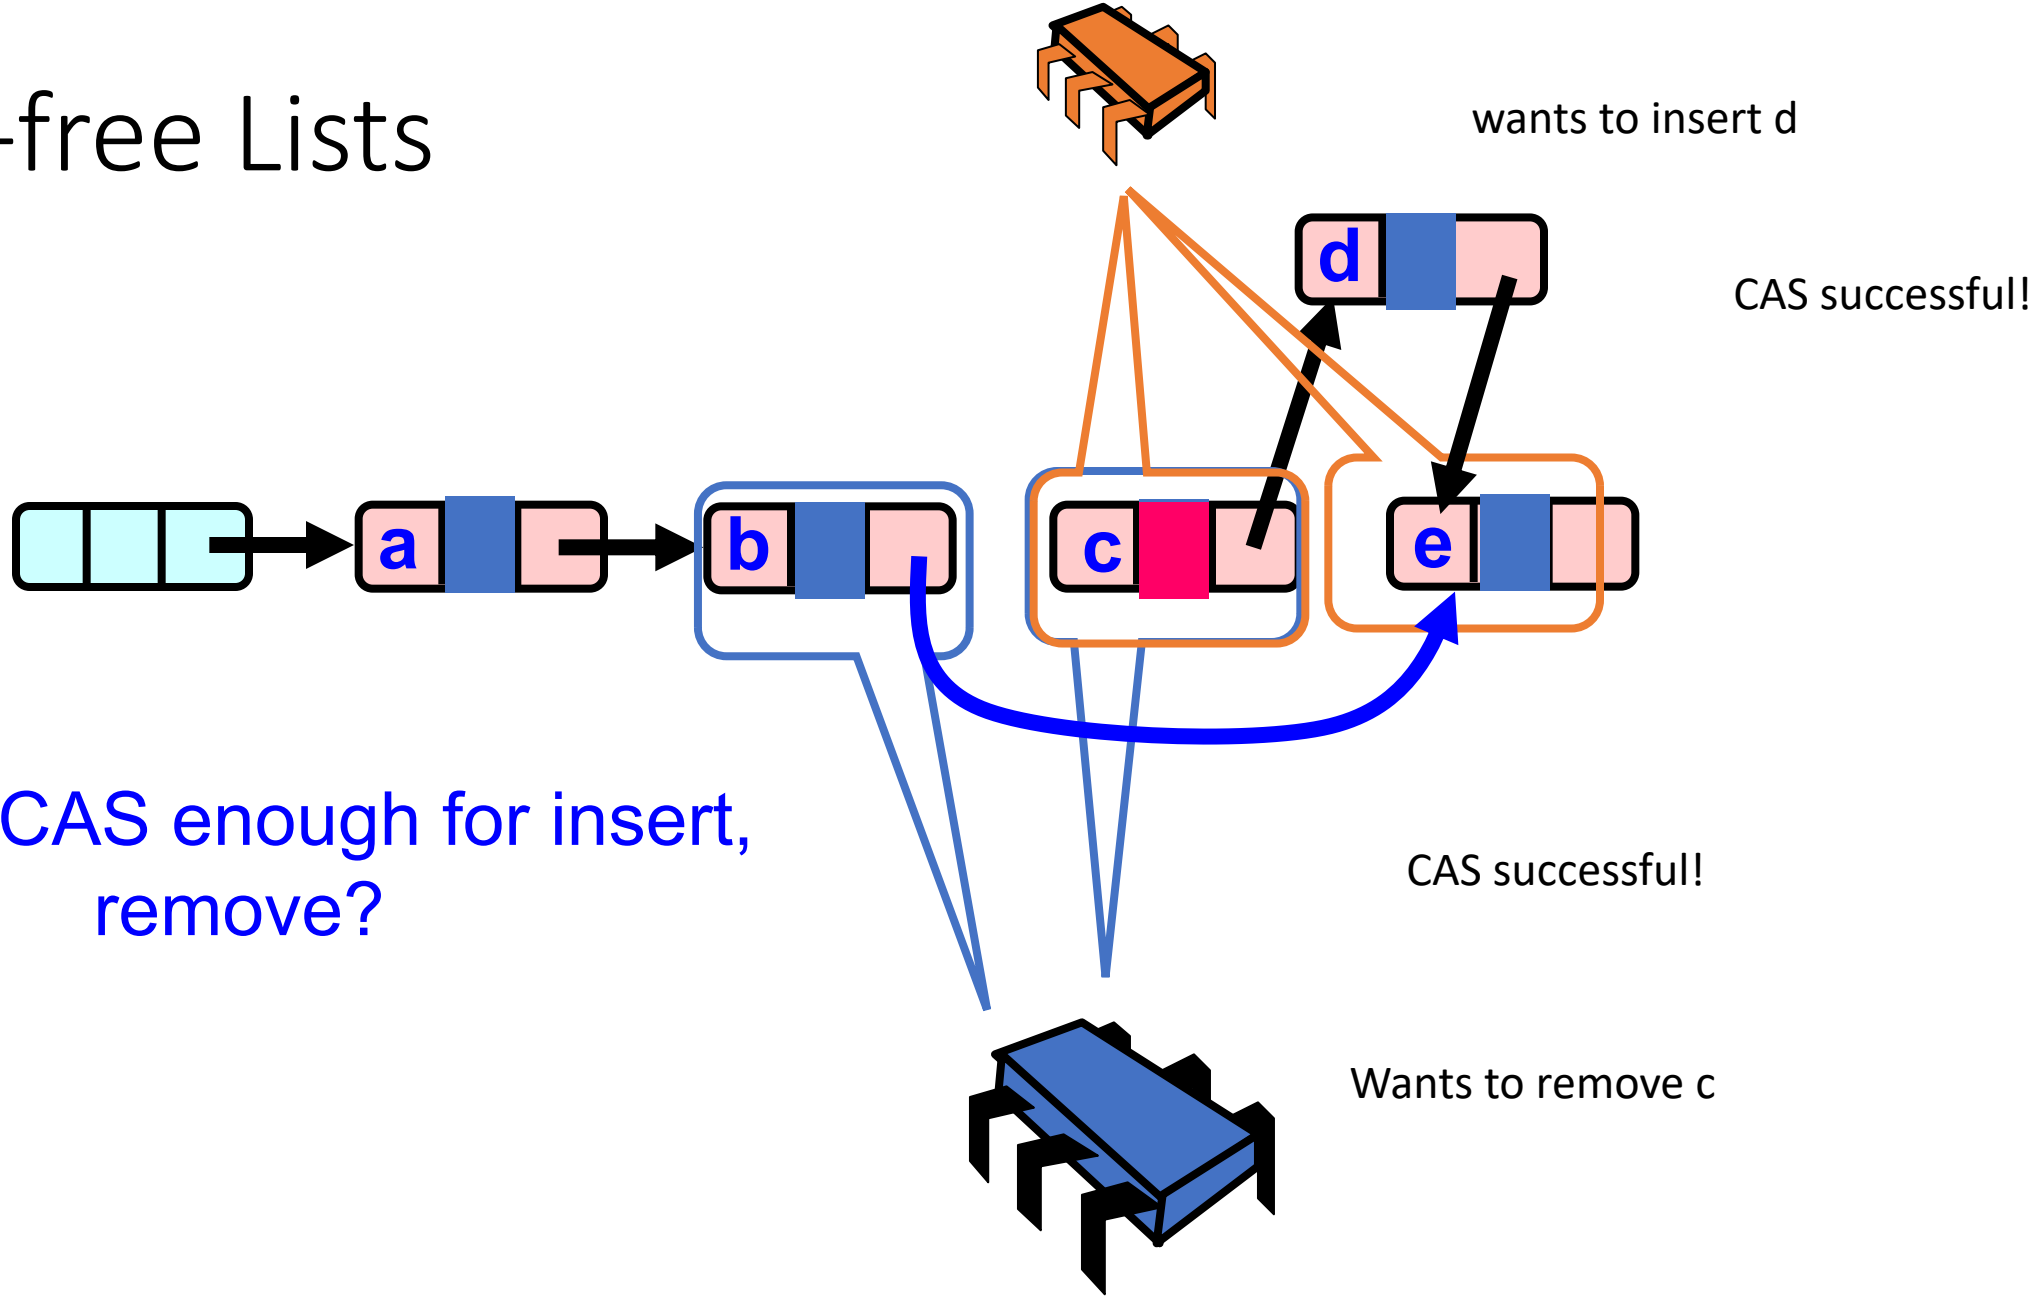 -free Lists
wants to insert d
d
CAS successful!
a
b
c
e
CAS enough for insert,
remove?
CAS successful!
Wants to remove c